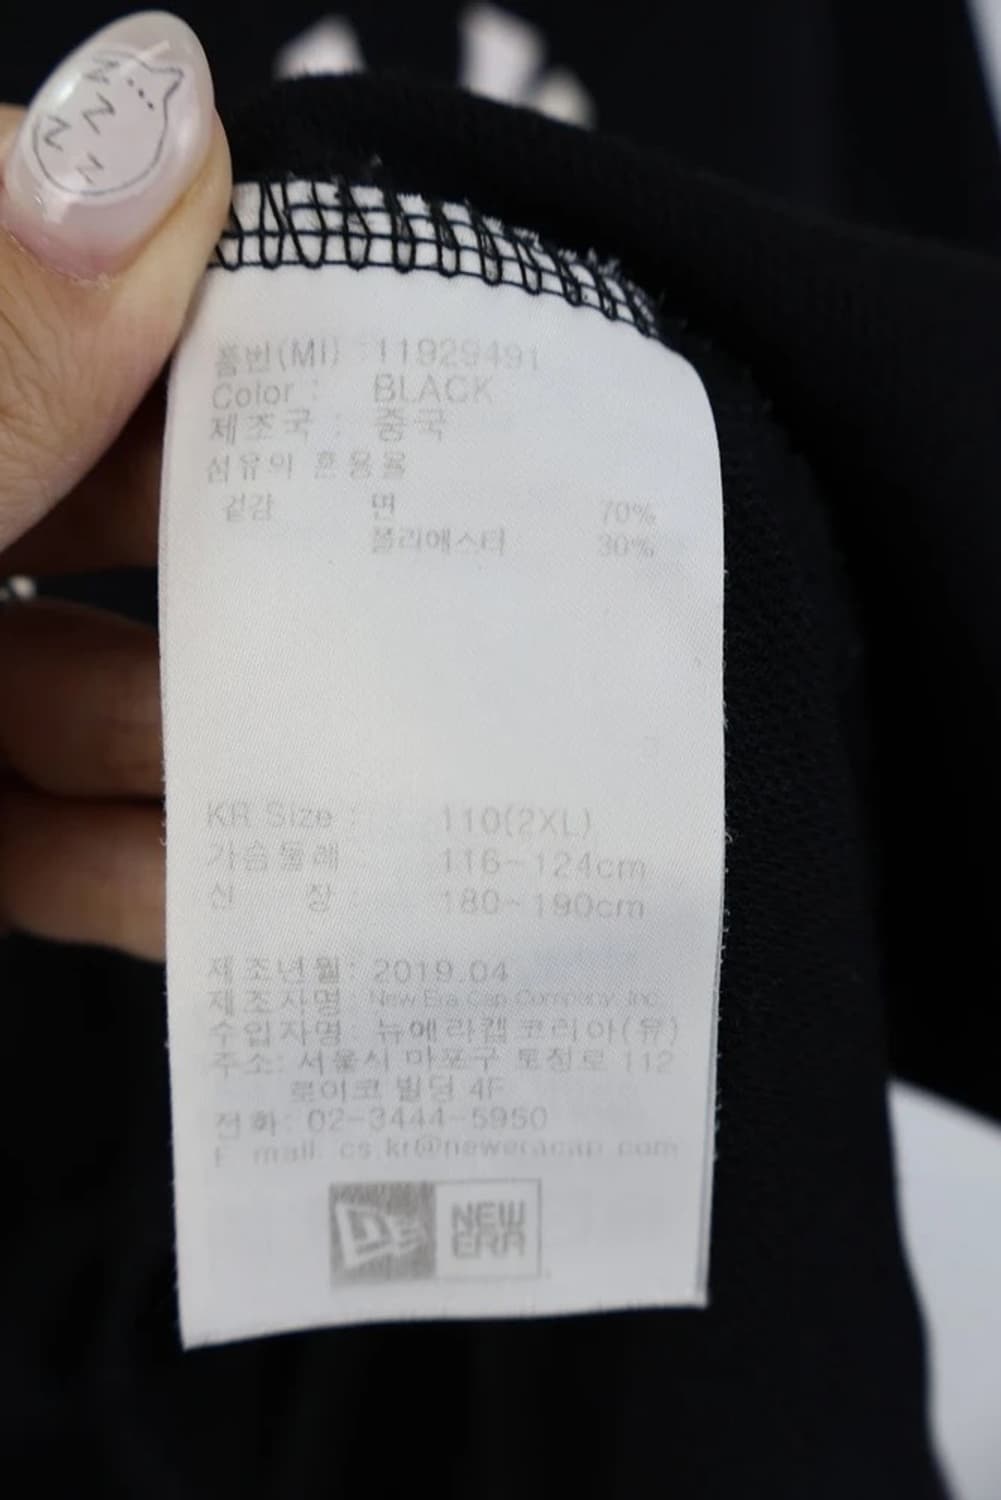 Z
Z
Z
Z
품번(MI) : 11929491
Color : BLACK
제조국 : 중국
섬유의 혼용율
겉감 면 70%
폴리에스터 30%
KR Size : 110(2XL)
가슴둘레 116~124cm
신 장 : 180~190cm
제조년월: 2019.04
제조자명: New Era Cap Company, Inc.
수입자명: 뉴에라캡코리아(유)
주소: 서울시 마포구 토정로 112
로이코 빌딩 4F
전화: 02-3444-5950
E mail: cs.kr@neweracap.com
NE
NEW
ERA